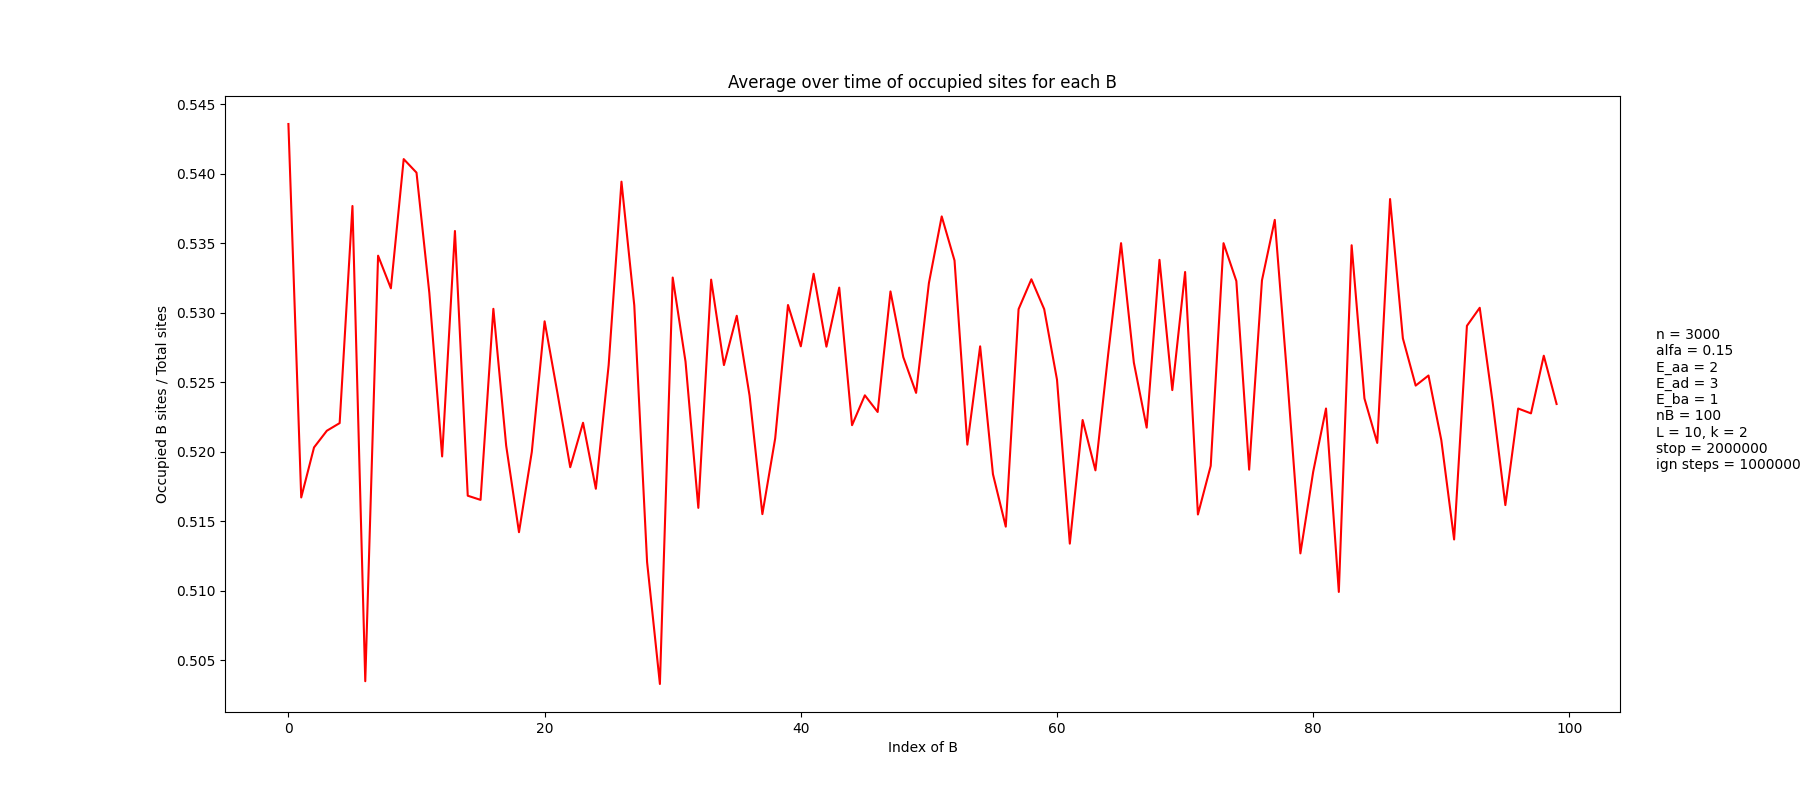 Average over time of occupied sites for each B
0.545
0.540
0.535
0.530
0.525
0.520
0.515
0.510
0.505
Occupied B sites / Total sites
0 20 40 60 80 100
Index of B
n = 3000
alfa = 0.15
E_aa = 2
E_ad = 3
E_ba = 1
nB = 100
L = 10, k = 2
stop = 2000000
ign steps = 1000000